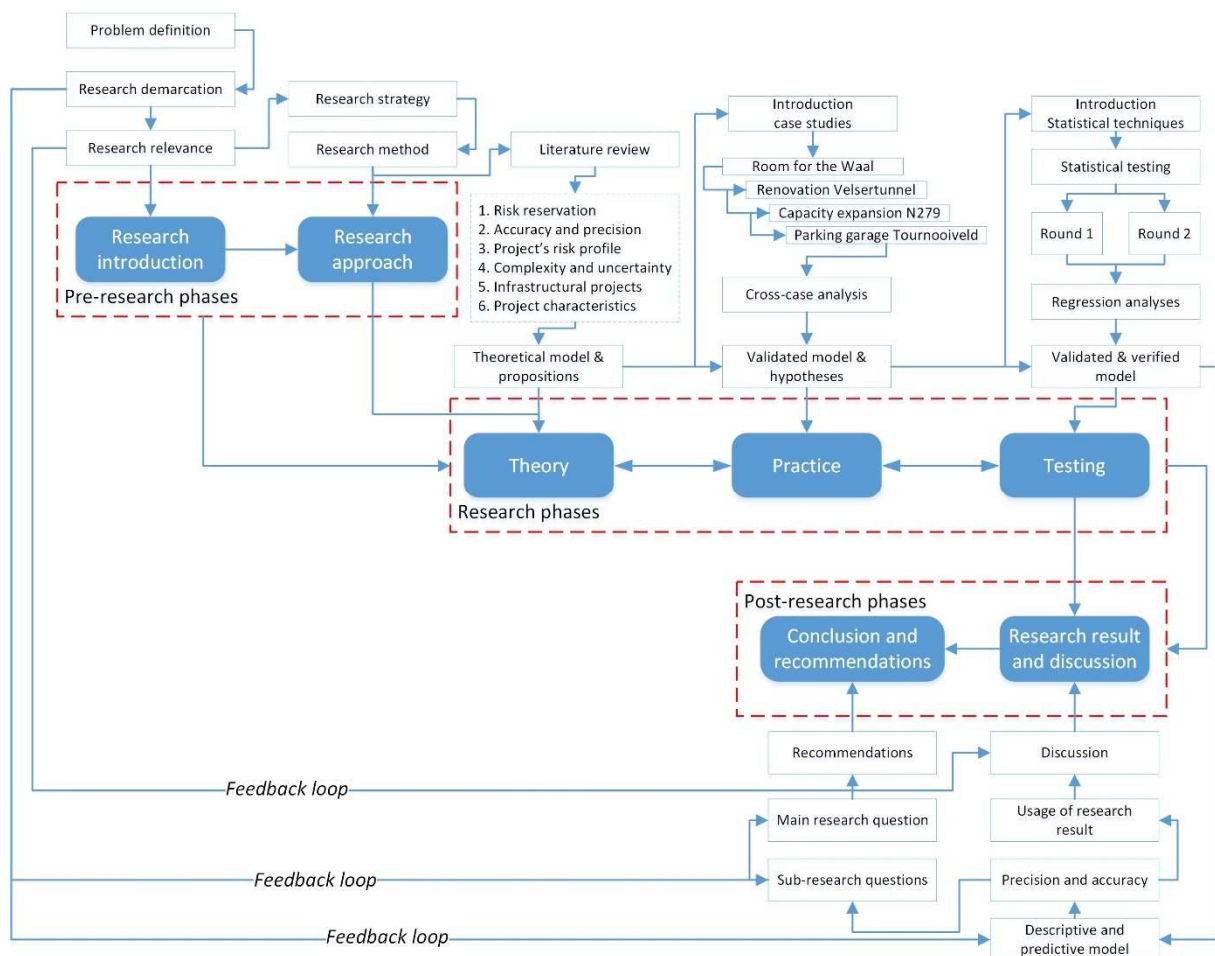 Problem definition
Research demarcation
Research relevance
Research strategy
Research method
Literature review
1. Risk reservation
2. Accuracy and precision
3. Project's risk profile
4. Complexity and uncertainty
5. Infrastructural projects
6. Project characteristics
Theoretical model &
propositions
Introduction
case studies
Room for the Waal
Renovation Velsertunnel
Capacity expansion N279
Parking garage Tournooiveld
Cross-case analysis
Validated model &
hypotheses
Introduction
Statistical techniques
Statistical testing
Round 1
Round 2
Regression analyses
Validated & verified
model
Research
introduction
Research
approach
Pre-research phases
Theory
Practice
Testing
Research phases
Post-research phases
Conclusion and
recommendations
Research result
and discussion
Recommendations
Discussion
Feedback loop
Main research question
Usage of research
result
Feedback loop
Sub-research questions
Precision and accuracy
Feedback loop
Descriptive and
predictive model